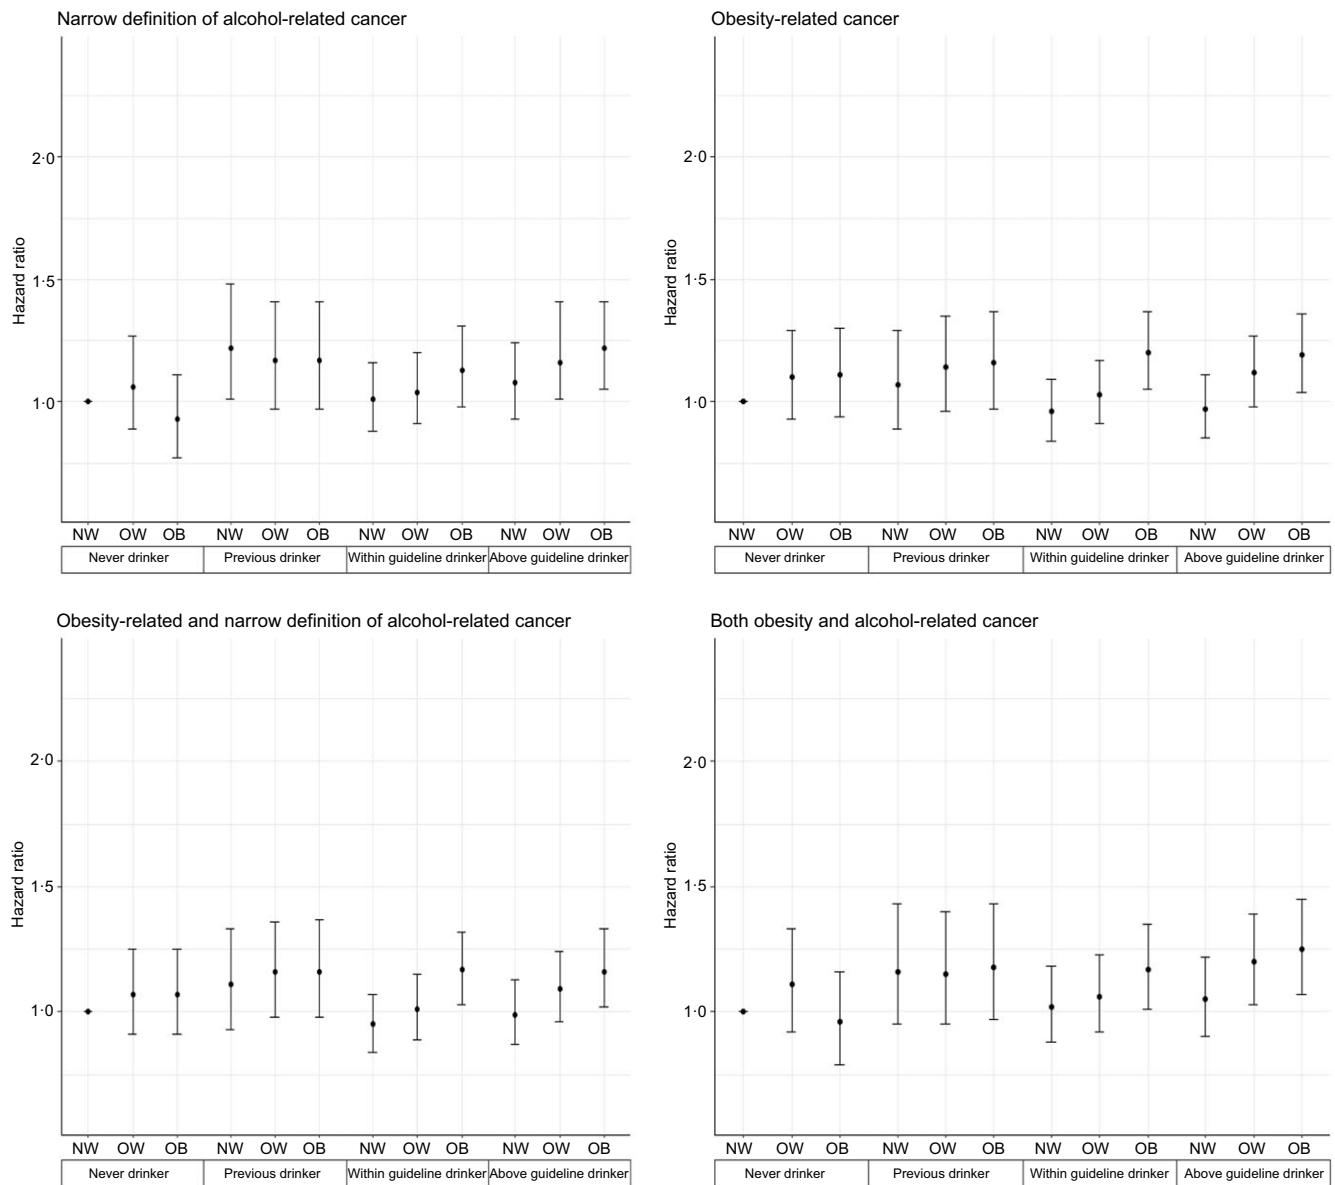 Narrow definition of alcohol-related cancer
Hazard ratio
2·0
1·5
1·0
NW OW OB NW OW OB NW OW OB NW OW OB
Never drinker Previous drinker Within guideline drinker Above guideline drinker
Obesity-related cancer
Hazard ratio
2·0
1·5
1·0
NW OW OB NW OW OB NW OW OB NW OW OB
Never drinker Previous drinker Within guideline drinker Above guideline drinker
Obesity-related and narrow definition of alcohol-related cancer
Hazard ratio
2·0
1·5
1·0
NW OW OB NW OW OB NW OW OB NW OW OB
Never drinker Previous drinker Within guideline drinker Above guideline drinker
Both obesity and alcohol-related cancer
Hazard ratio
2·0
1·5
1·0
NW OW OB NW OW OB NW OW OB NW OW OB
Never drinker Previous drinker Within guideline drinker Above guideline drinker